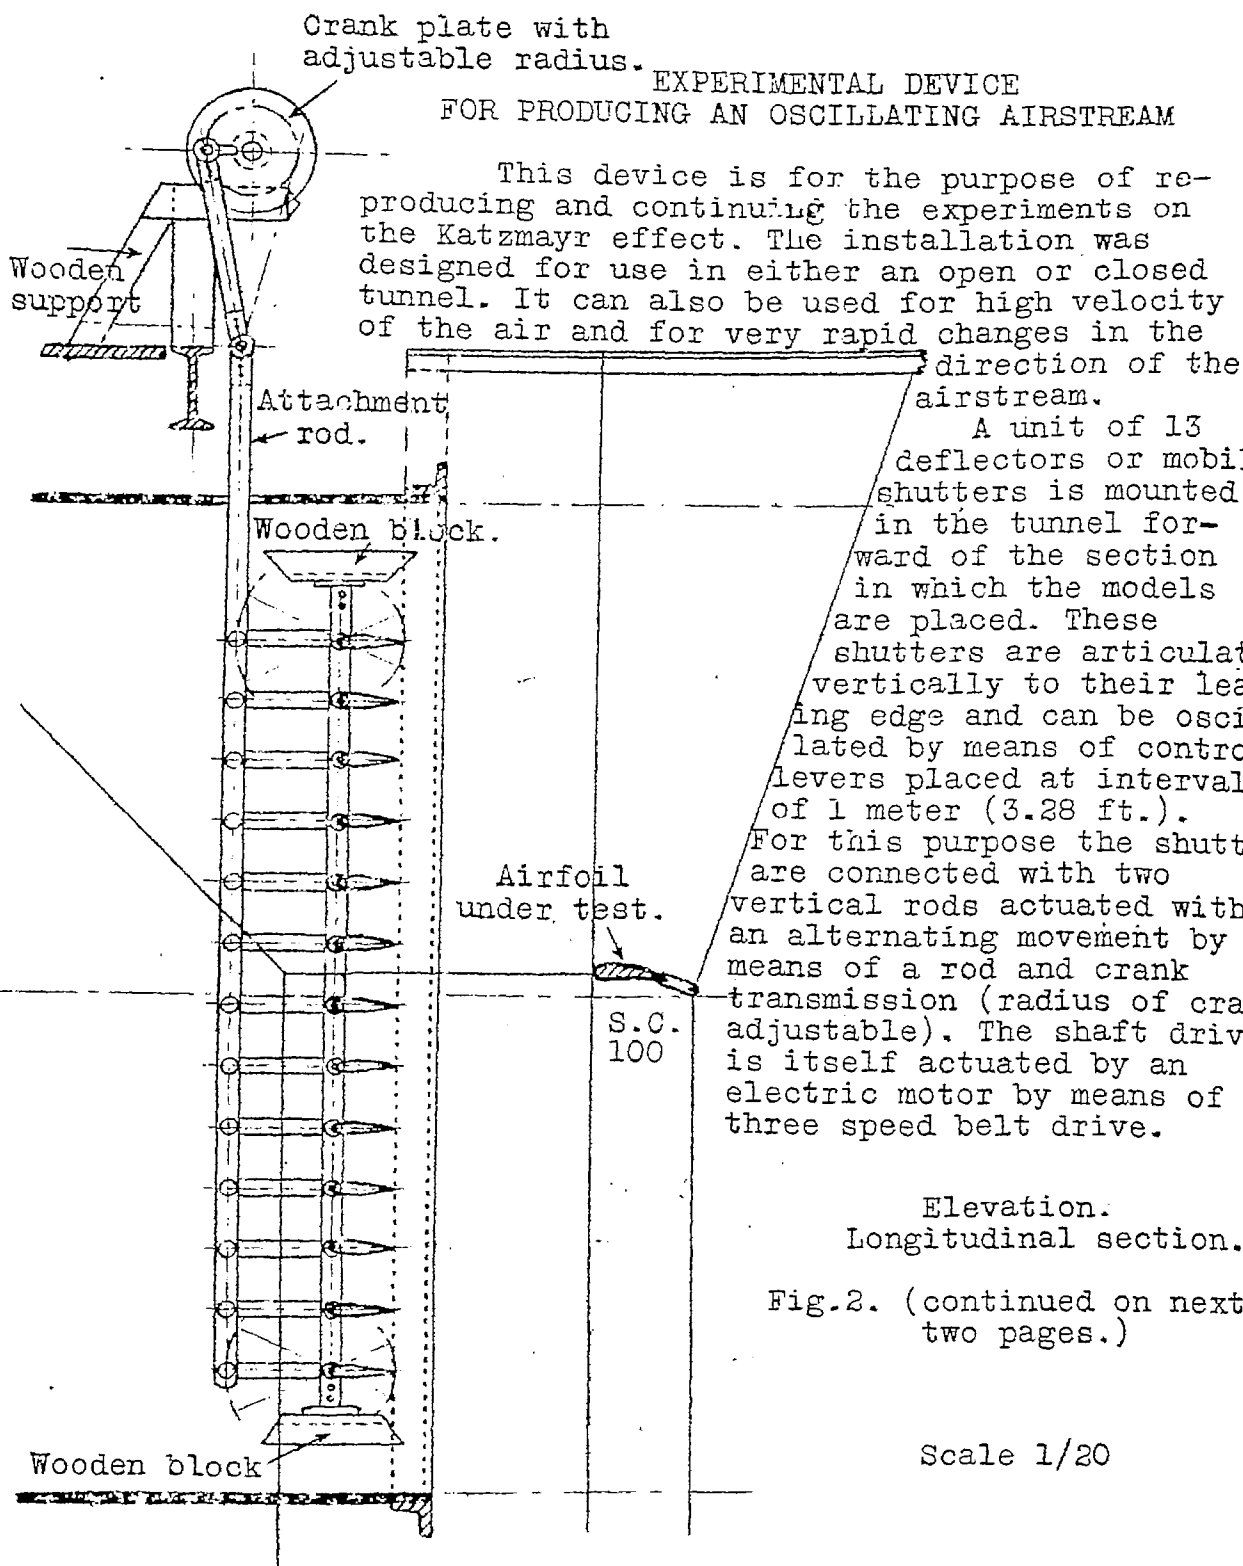 Crank plate with
adjustable radius.
EXPERIMENTAL DEVICE
FOR PRODUCING AN OSCILLATING AIRSTREAM
This device is for the purpose of re-
producing and continuing the experiments on
the Katzmayr effect. The installation was
designed for use in either an open or closed
tunnel. It can also be used for high velocity
of the air and for very rapid changes in the
direction of the
airstream.
A unit of 13
deflectors or mobil
shutters is mounted
in the tunnel for-
ward of the section
in which the models
are placed. These
shutters are articulat
vertically to their lea
ing edge and can be osci
lated by means of contro
levers placed at interval
of 1 meter (3.28 ft.).
For this purpose the shutt
are connected with two
vertical rods actuated with
an alternating movement by
means of a rod and crank
transmission (radius of cra
adjustable). The shaft driv
is itself actuated by an
electric motor by means of
three speed belt drive.
Wooden
support
Attachment
rod.
Wooden block.
Airfoil
under test.
S.C.
100
Wooden block
Elevation.
Longitudinal section.
Fig.2. (continued on next
two pages.)
Scale 1/20